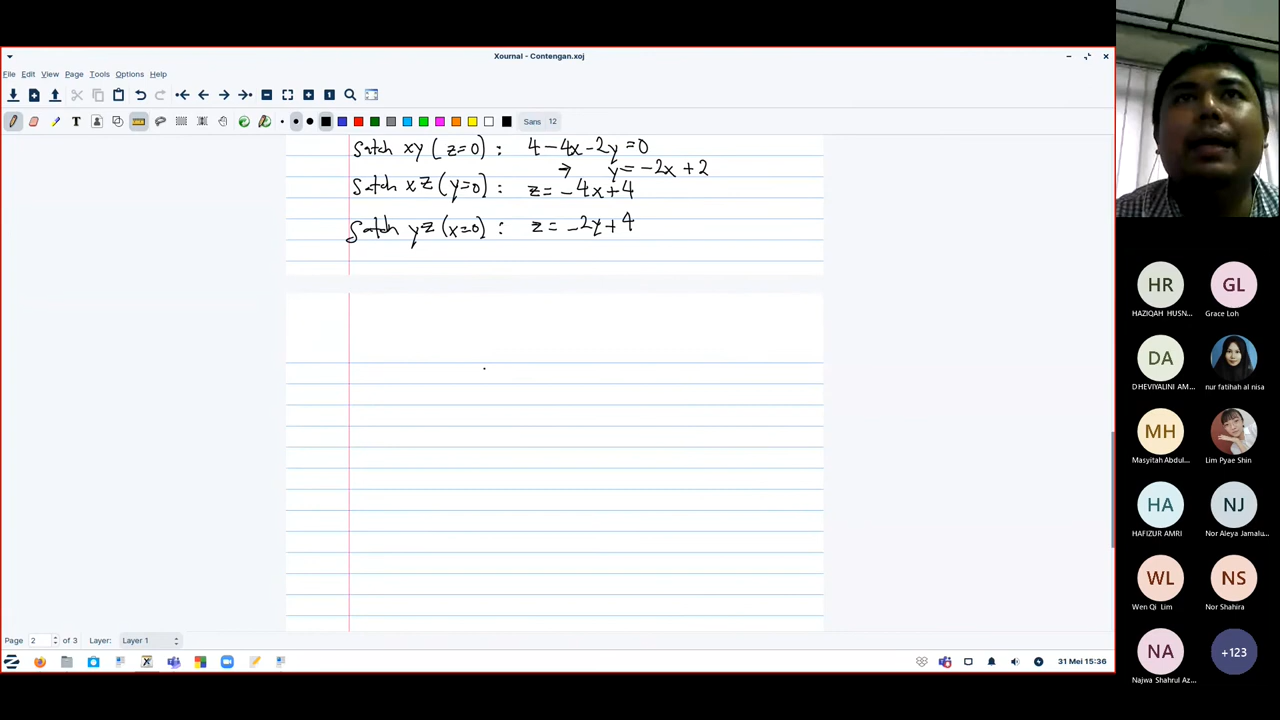 Xournal - Contengan.xoj
File Edit View Page Tools Options Help
Sans 12
Satah xy (z=0) : 4 - 4x - 2y = 0
→ y = -2x + 2
Satah xz (y=0) : z = -4x + 4
Satah yz (x=0) : z = -2y + 4
Page 2 of 3 Layer: Layer 1
31 Mei 15:36
HR GL
HAZIQAH HUSN... Grace Loh
DA
DHEVIYALINI AM... nur fatihah al nisa
MH
Masyitah Abdul... Lim Pyae Shin
HA NJ
HAFIZUR AMRI Nor Aleya Jamalu...
WL NS
Wen Qi Lim Nor Shahira
NA +123
Najwa Shahrul Az...